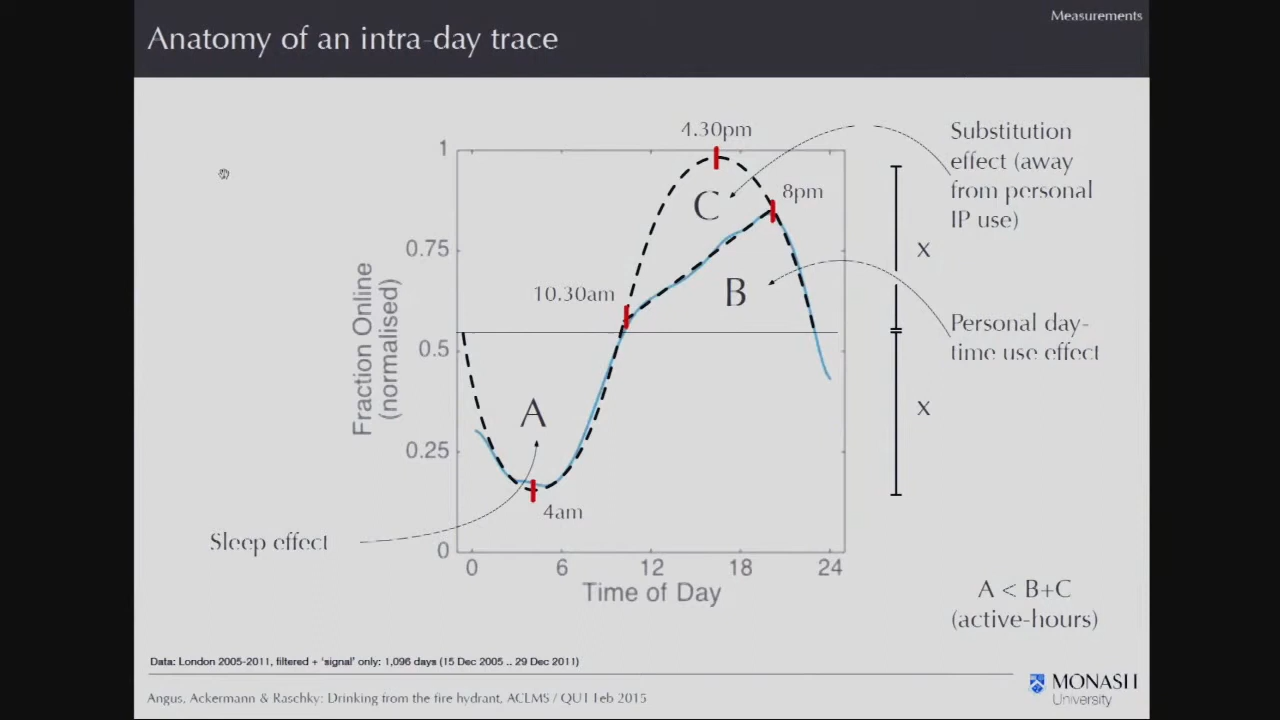 Measurements
Anatomy of an intra-day trace
4.30pm
Substitution
effect (away
from personal
IP use)
1
C
8pm
0.75
X
10.30am
B
Fraction Online
(normalised)
Personal day-
time use effect
0.5
A
X
0.25
4am
Sleep effect
0
0 6 12 18 24
Time of Day
A < B+C
(active-hours)
Data: London 2005-2011, filtered + 'signal' only: 1,096 days (15 Dec 2005 .. 29 Dec 2011)
Angus, Ackermann & Raschky: Drinking from the fire hydrant, ACEMS / QUT Feb 2015
MONASH
University